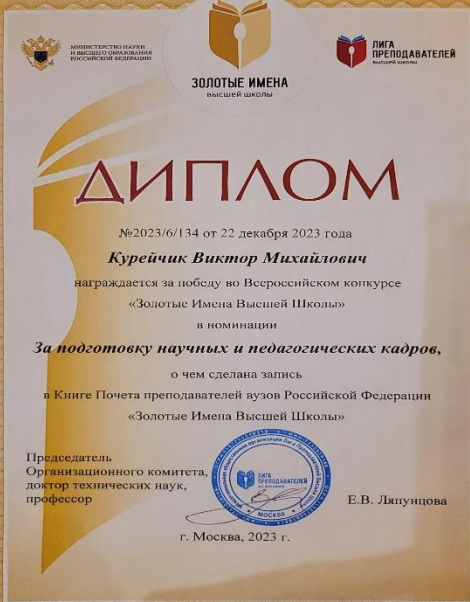 МИНИСТЕРСТВО НАУКИ
И ВЫСШЕГО ОБРАЗОВАНИЯ
РОССИЙСКОЙ ФЕДЕРАЦИИ
ЗОЛОТЫЕ ИМЕНА
ВЫСШЕЙ ШКОЛЫ
ЛИГА
ПРЕПОДАВАТЕЛЕЙ
ВЫСШЕЙ ШКОЛЫ
ДИПЛОМ
№2023/6/134 от 22 декабря 2023 года
Курейчик Виктор Михайлович
награждается за победу во Всероссийском конкурсе
«Золотые Имена Высшей Школы»
в номинации
За подготовку научных и педагогических кадров,
о чем сделана запись
в Книге Почета преподавателей вузов Российской Федерации
«Золотые Имена Высшей Школы»
Председатель
Организационного комитета,
доктор технических наук,
профессор
ЛИГА
ПРЕПОДАВАТЕЛЕЙ
МОСКВА
Е.В. Ляпунцова
г. Москва, 2023 г.